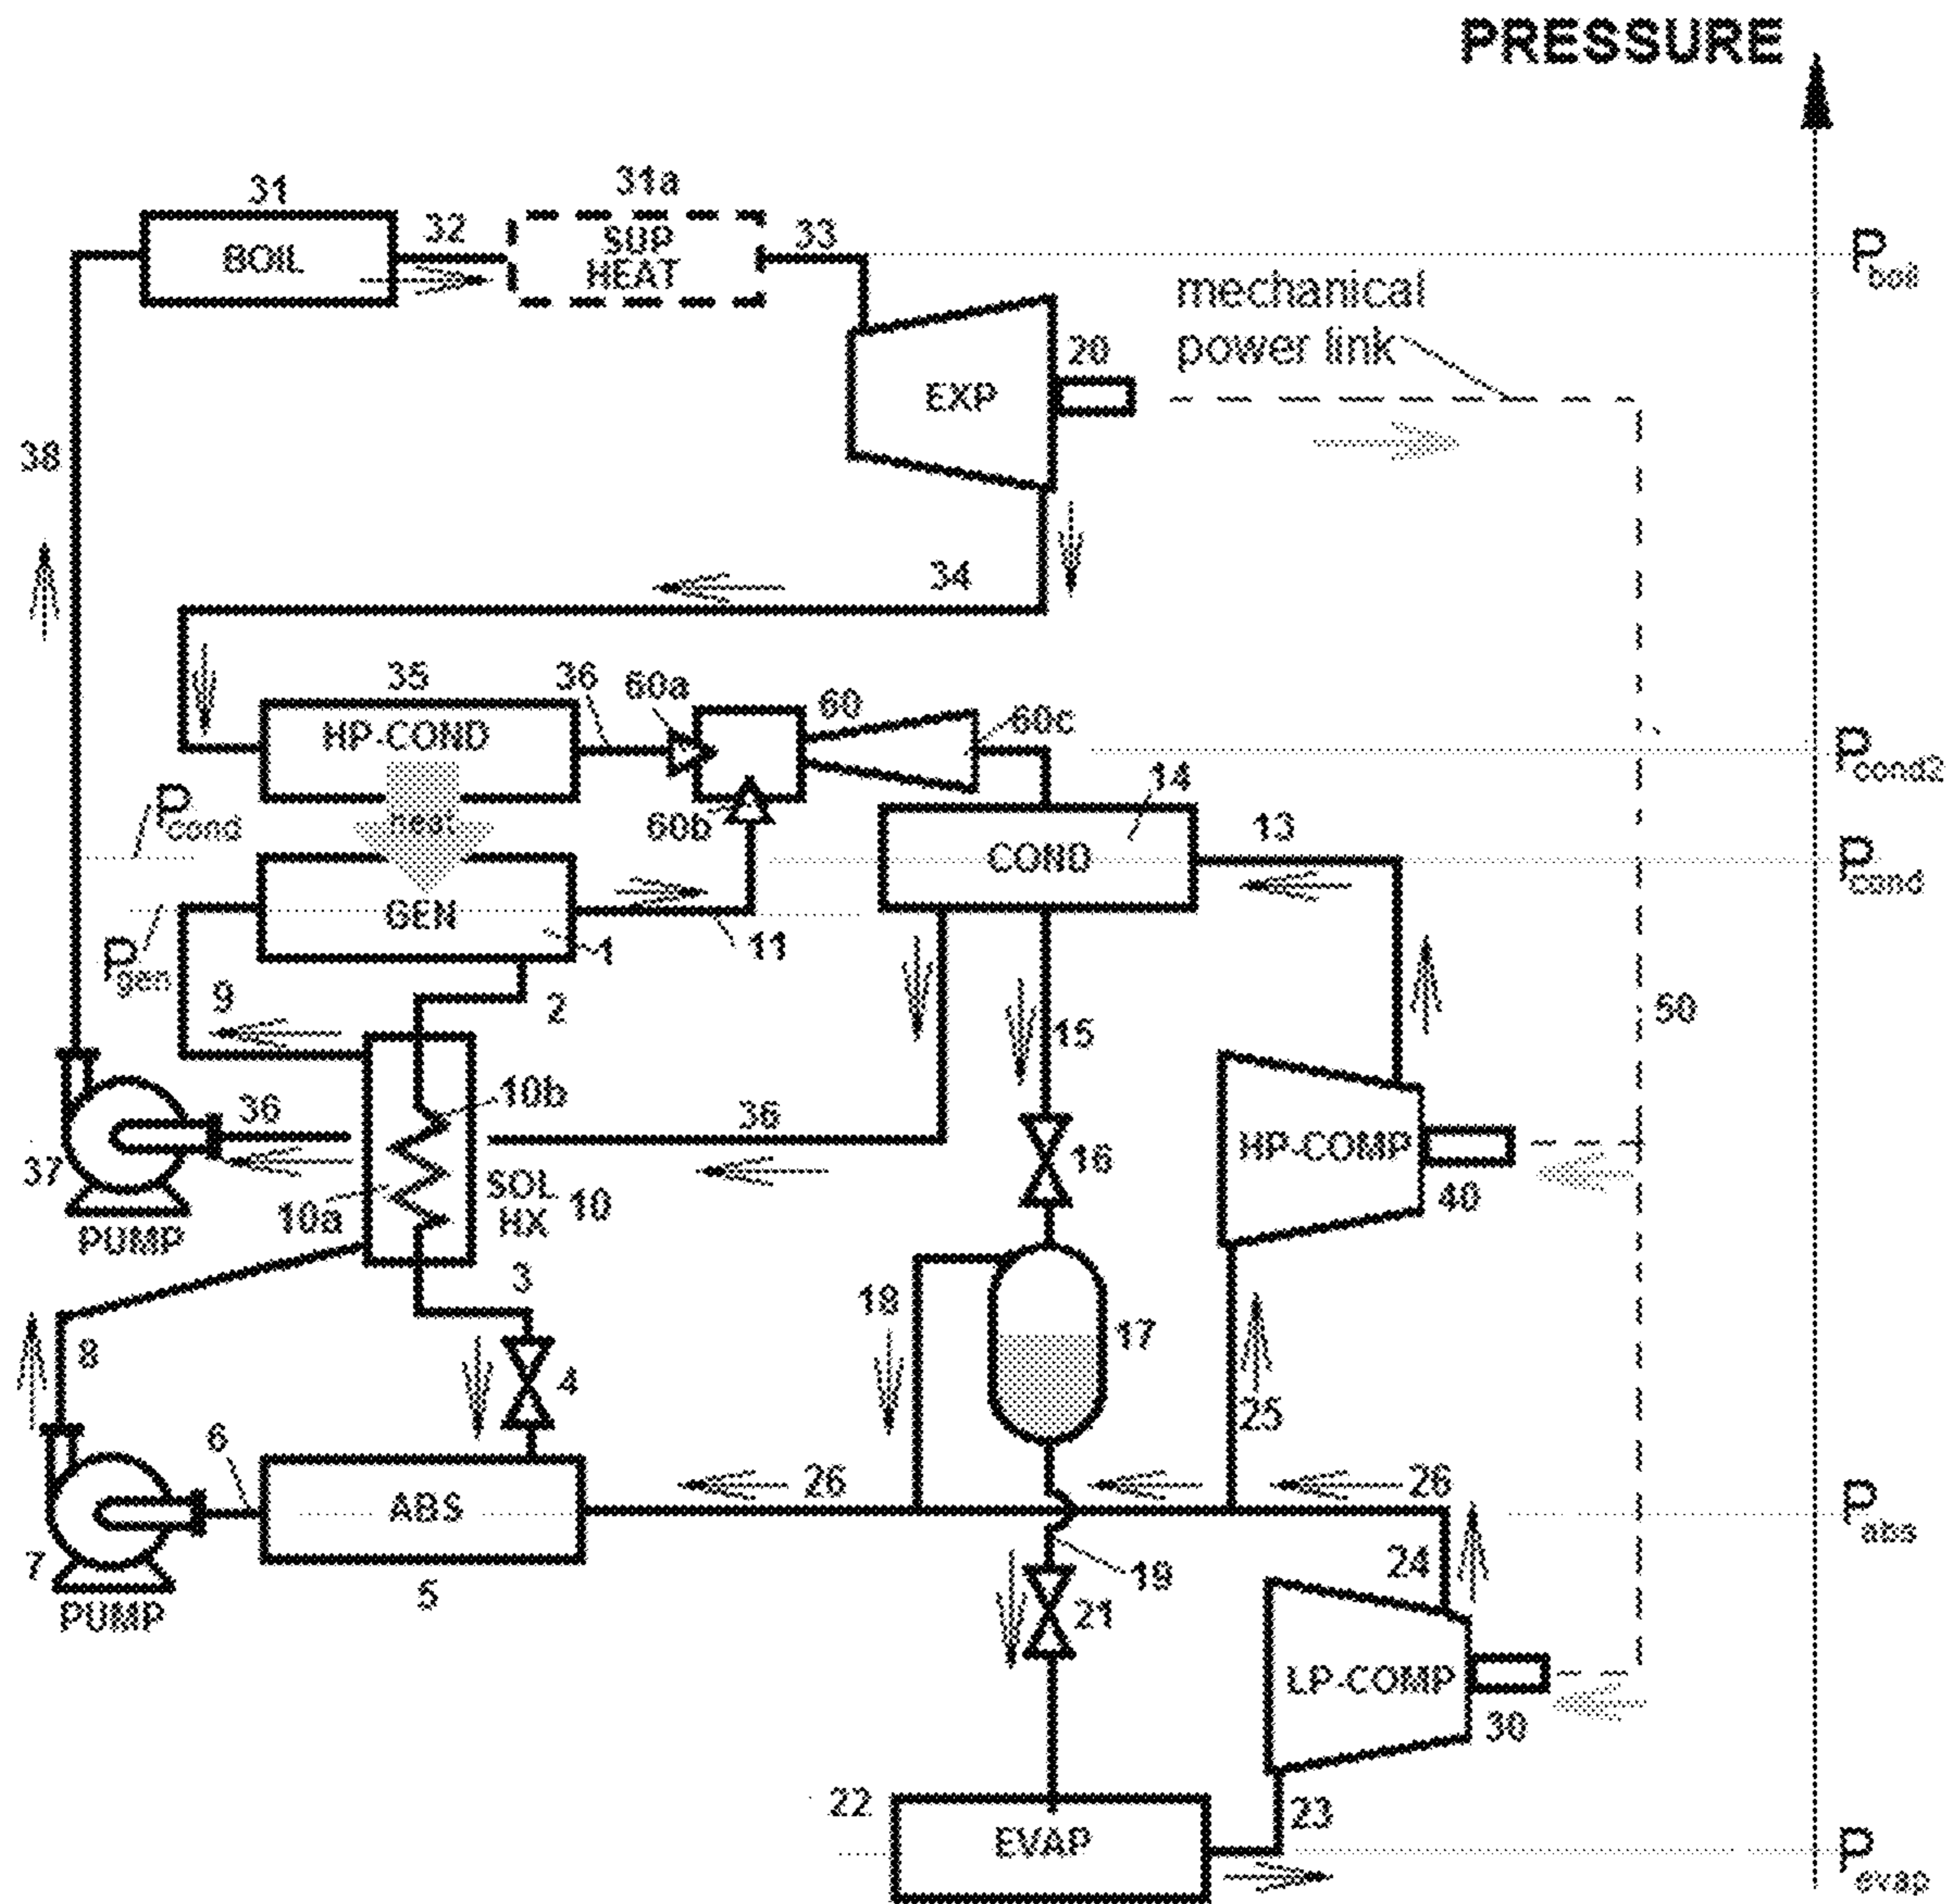 PRESSURE
31
31a
BOIL
32
SUP
HEAT
33
P boil
mechanical
power link
20
EXP
38
34
35
36
60a
60
60c
HP-COND
P cond2
14
P cond
heat
60b
COND
13
P cond
GEN
1
11
P gen
9
2
15
50
36
10b
36
HP-COMP
16
37
10a
SOL
HX
10
40
PUMP
3
18
17
8
4
25
6
26
26
ABS
P abs
7
5
19
24
PUMP
21
LP-COMP
30
22
23
EVAP
P evap